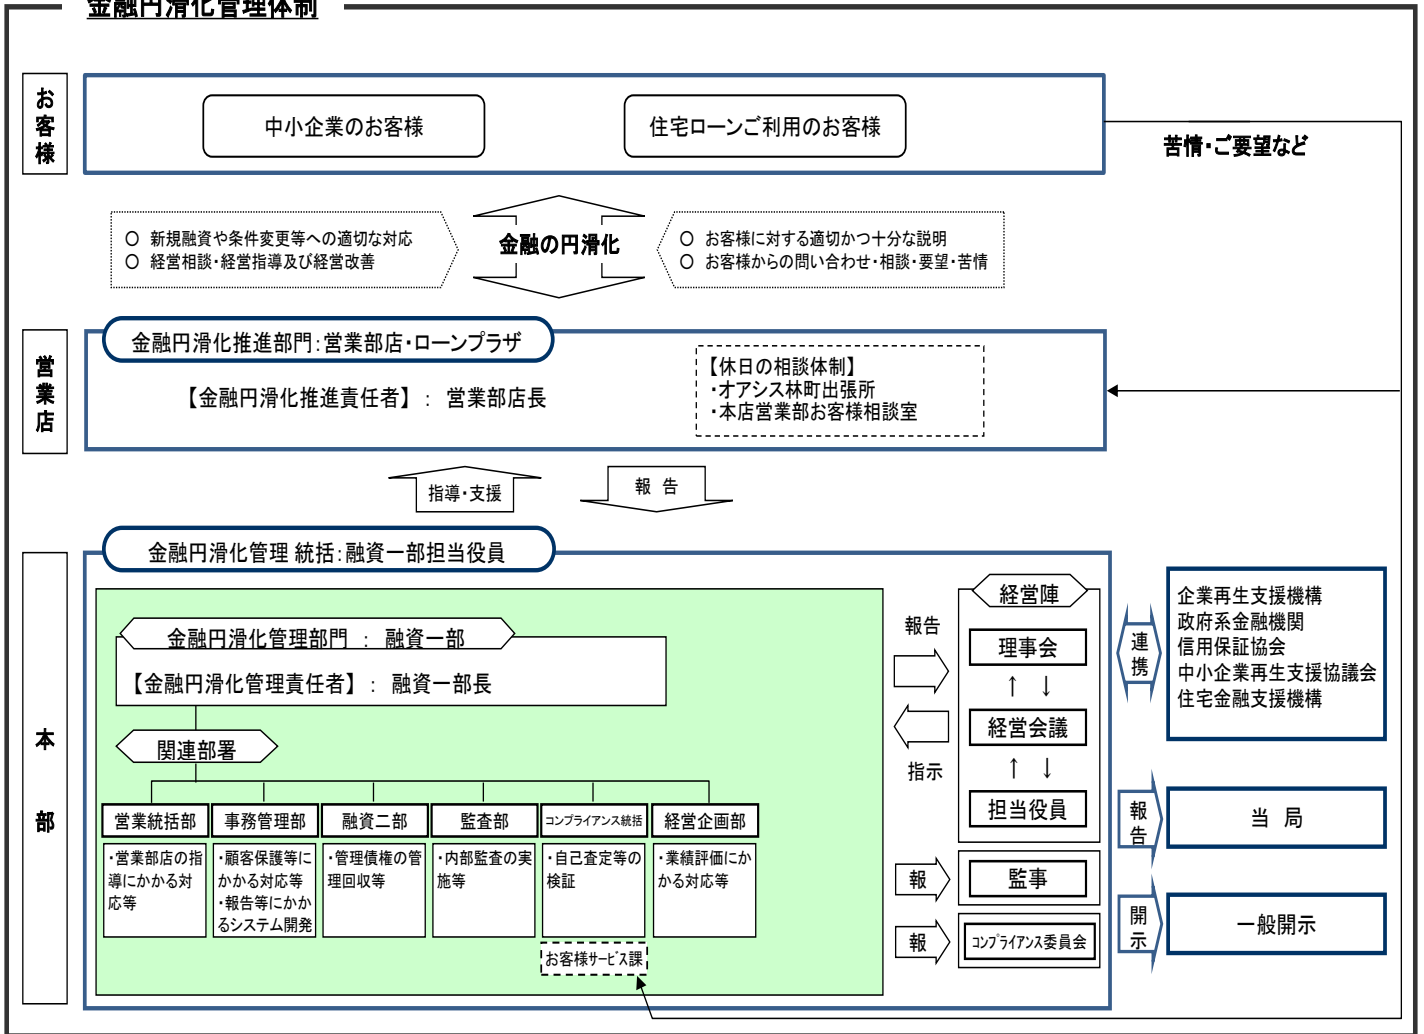 金融円滑化管理体制
お客様
中小企業のお客様
住宅ローンご利用のお客様
苦情・ご要望など
○ 新規融資や条件変更等への適切な対応
○ 経営相談・経営指導及び経営改善
金融の円滑化
○ お客様に対する適切かつ十分な説明
○ お客様からの問い合わせ・相談・要望・苦情
営業店
金融円滑化推進部門:営業部店・ローンプラザ
【金融円滑化推進責任者】 : 営業部店長
【休日の相談体制】
・オアシス林町出張所
・本店営業部お客様相談室
指導・支援
報 告
本部
金融円滑化管理 統括:融資一部担当役員
金融円滑化管理部門 : 融資一部
【金融円滑化管理責任者】 : 融資一部長
関連部署
営業統括部
・営業部店の指
導にかかる対
応等
事務管理部
・顧客保護等に
かかる対応等
・報告等にかか
るシステム開発
融資二部
・管理債権の管
理回収等
監査部
・内部監査の実
施等
コンプライアンス統括
・自己査定等の
検証
お客様サービス課
経営企画部
・業績評価にか
かる対応等
報告
指示
報
報
経営陣
理事会
↑ ↓
経営会議
↑ ↓
担当役員
監事
コンプライアンス委員会
連携
企業再生支援機構
政府系金融機関
信用保証協会
中小企業再生支援協議会
住宅金融支援機構
報告
当 局
開示
一般開示